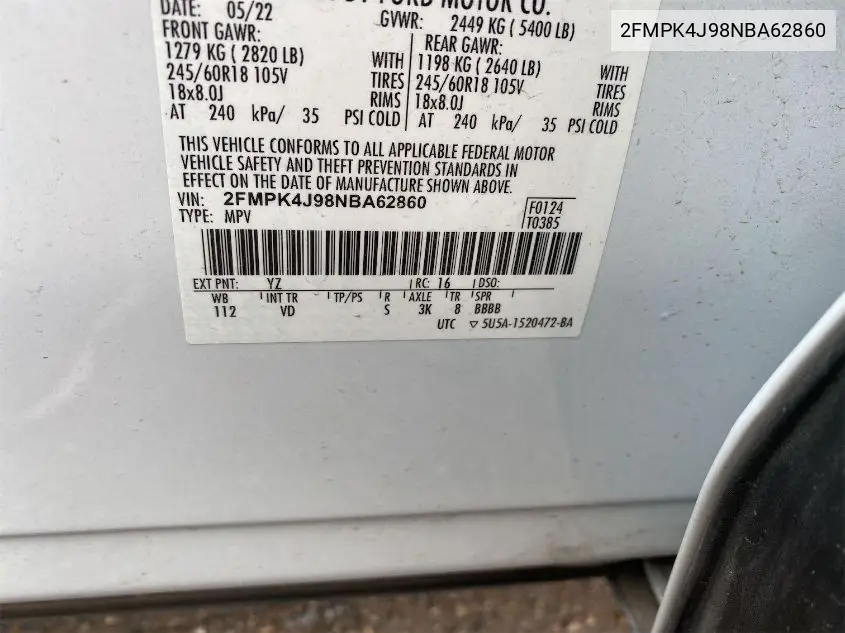 2FMPK4J98NBA62860
FORD MOTOR CO.
DATE: 05/22
GVWR: 2449 KG ( 5400 LB)
FRONT GAWR:
1279 KG ( 2820 LB)
WITH
245/60R18 105V
TIRES
18x8.0J
RIMS
AT 240 kPa/ 35 PSI COLD
REAR GAWR:
1198 KG ( 2640 LB)
WITH
245/60R18 105V
TIRES
18x8.0J
RIMS
AT 240 kPa/ 35 PSI COLD
THIS VEHICLE CONFORMS TO ALL APPLICABLE FEDERAL MOTOR
VEHICLE SAFETY AND THEFT PREVENTION STANDARDS IN
EFFECT ON THE DATE OF MANUFACTURE SHOWN ABOVE.
VIN: 2FMPK4J98NBA62860
TYPE: MPV
F0124
T0385
EXT PNT: YZ RC: 16 DSO:
WB INT TR TP/PS R AXLE TR SPR
112 VD S 3K 8 BBBB
UTC ▽ 5U5A-1520472-BA